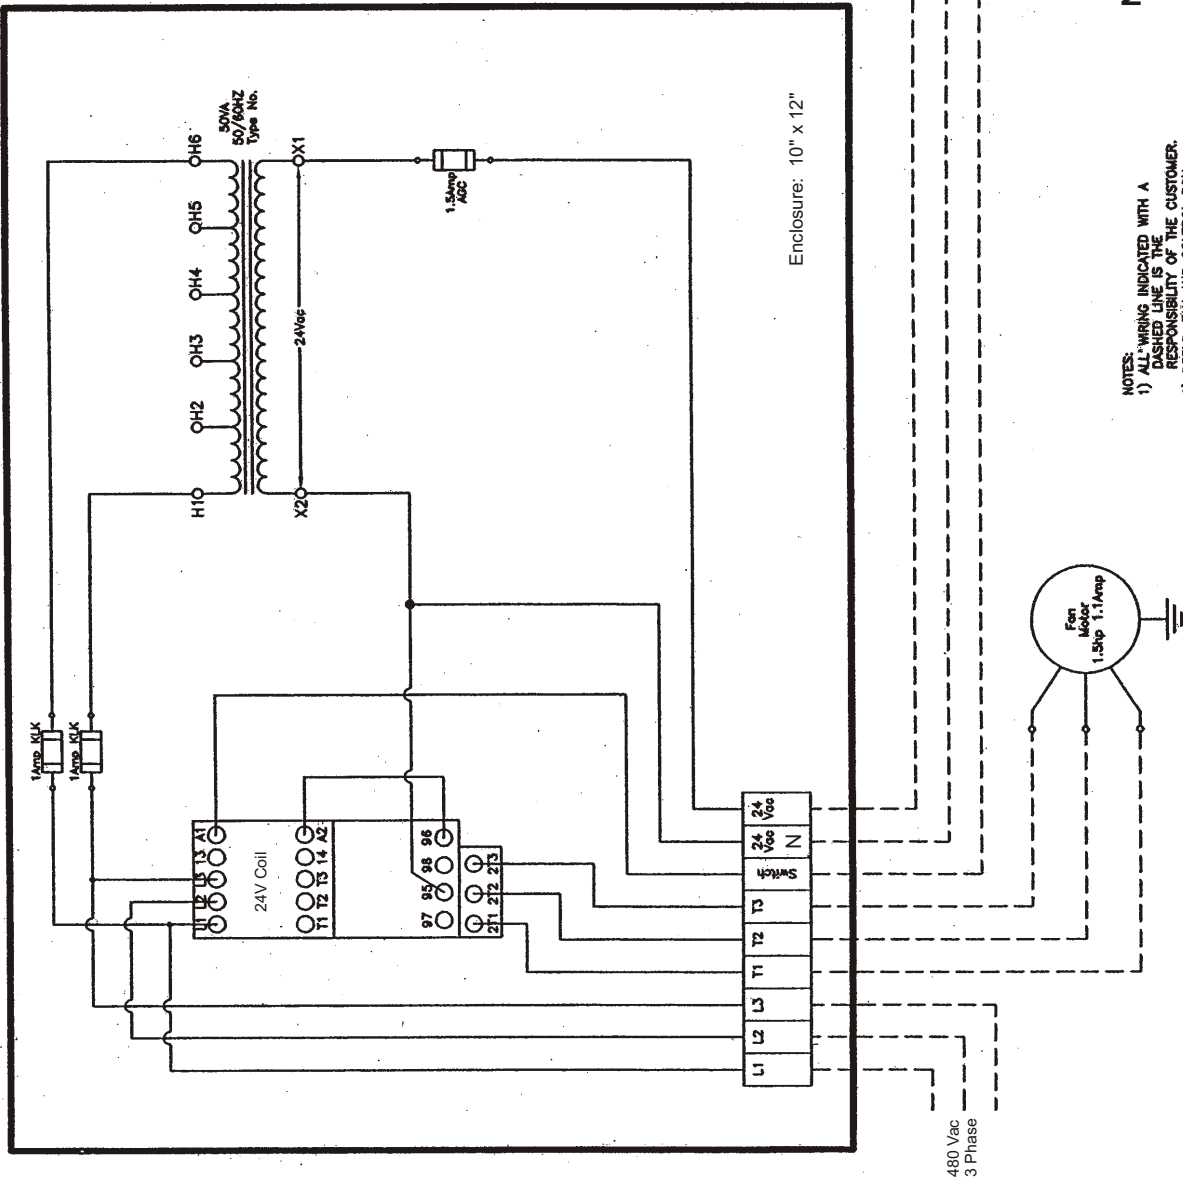 H6
H5
H4
H3
H2
H1
50VA
50/60HZ
Type No.
X1
24Vac
X2
1.5Amp
AGC
Enclosure: 10" x 12"
1Amp KLK
1Amp KLK
L1 L2 L3 13 A1
24V Coil
T1 T2 T3 14 A2
97 95 98 96
2T1 2T2 2T3
L1
L2
L3
T1
T2
T3
Switch
24
Vac
N
24
Vac
480 Vac
3 Phase
Fan
Motor
1.5hp 1.1Amp
NOTES:
1) ALL WIRING INDICATED WITH A
DASHED LINE IS THE
RESPONSIBILITY OF THE CUSTOMER.